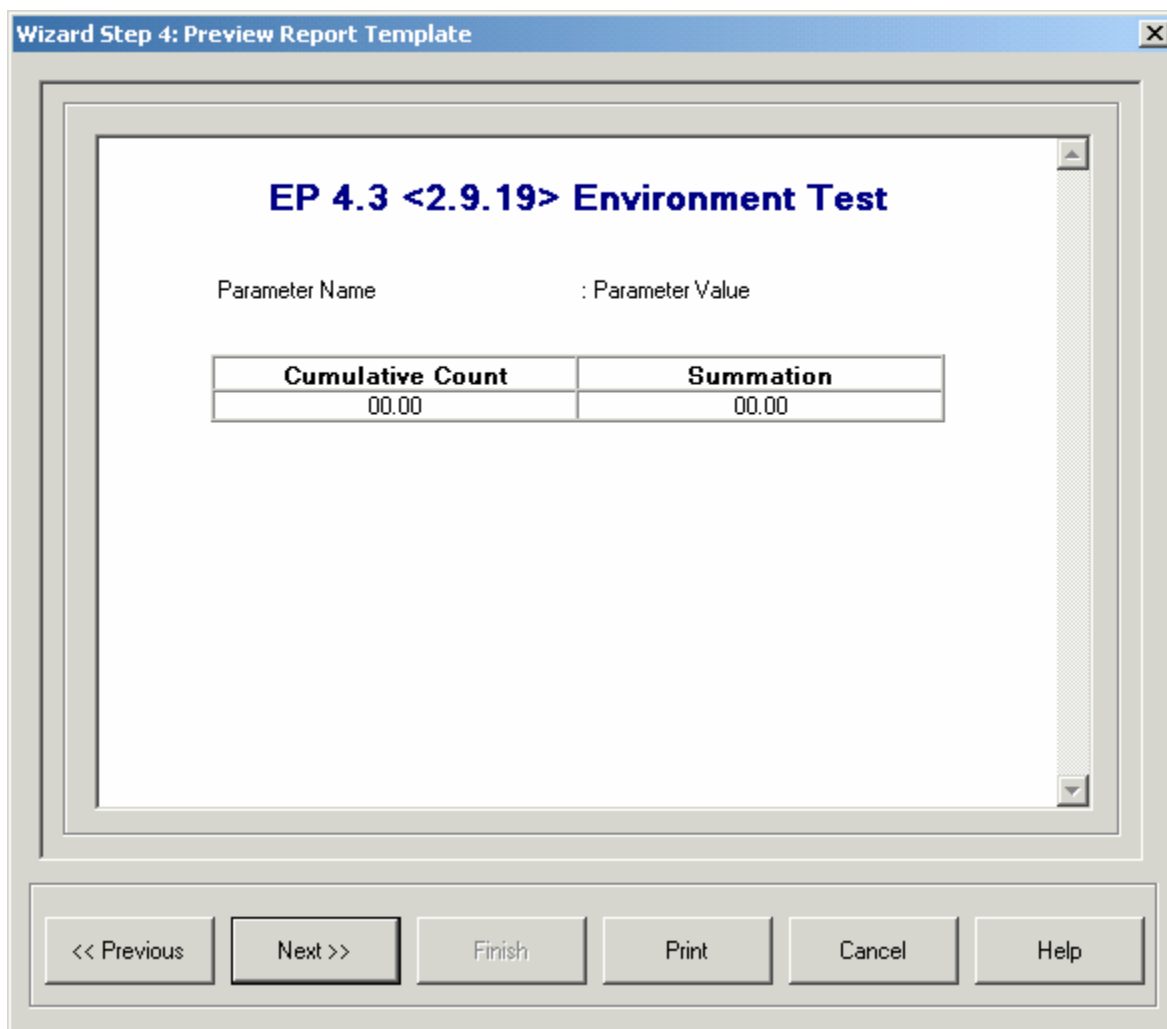 Wizard Step 4: Preview Report Template
EP 4.3 <2.9.19> Environment Test
Parameter Name : Parameter Value
Cumulative Count Summation
00.00 00.00
<< Previous Next >> Finish Print Cancel Help